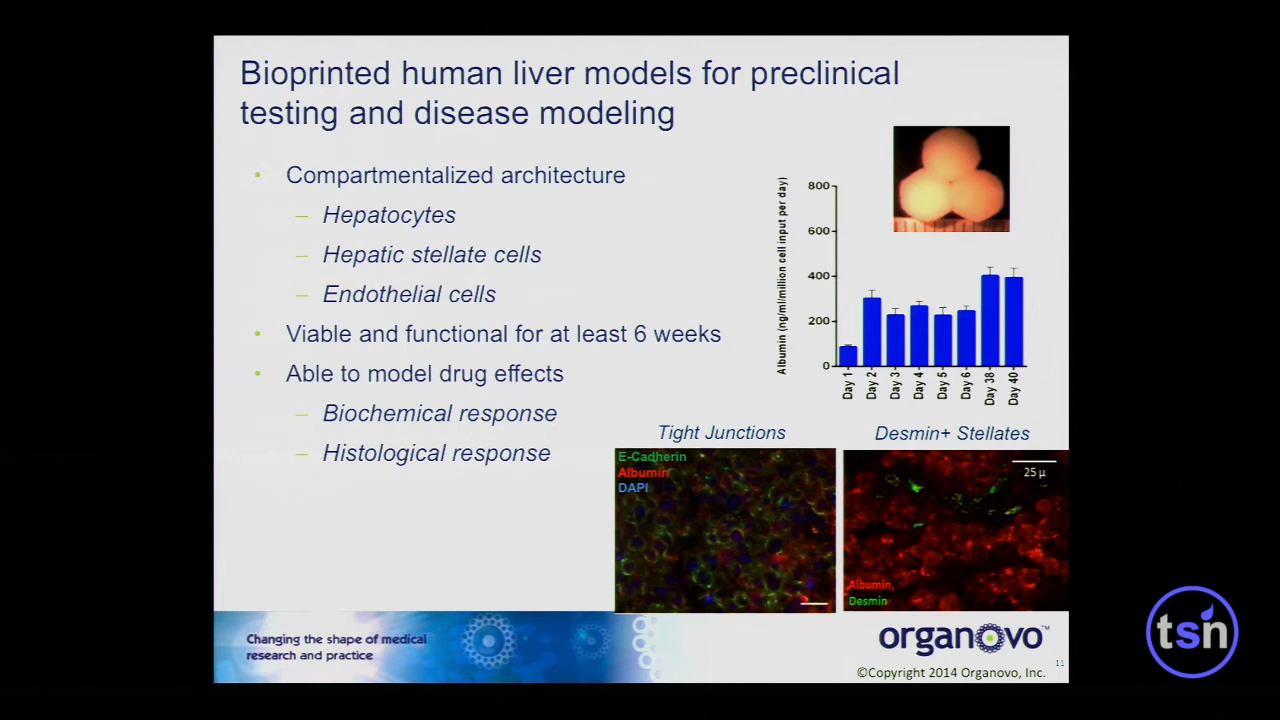 Bioprinted human liver models for preclinical
testing and disease modeling
• Compartmentalized architecture
– Hepatocytes
– Hepatic stellate cells
– Endothelial cells
• Viable and functional for at least 6 weeks
• Able to model drug effects
– Biochemical response
– Histological response
Albumin (ng/ml/million cell input per day)
800
600
400
200
0
Day 1
Day 2
Day 3
Day 4
Day 5
Day 6
Day 38
Day 40
Tight Junctions
E-Cadherin
Albumin
DAPI
Desmin+ Stellates
25 µ
Albumin,
Desmin
Changing the shape of medical
research and practice
organovo™
11
©Copyright 2014 Organovo, Inc.
tsn